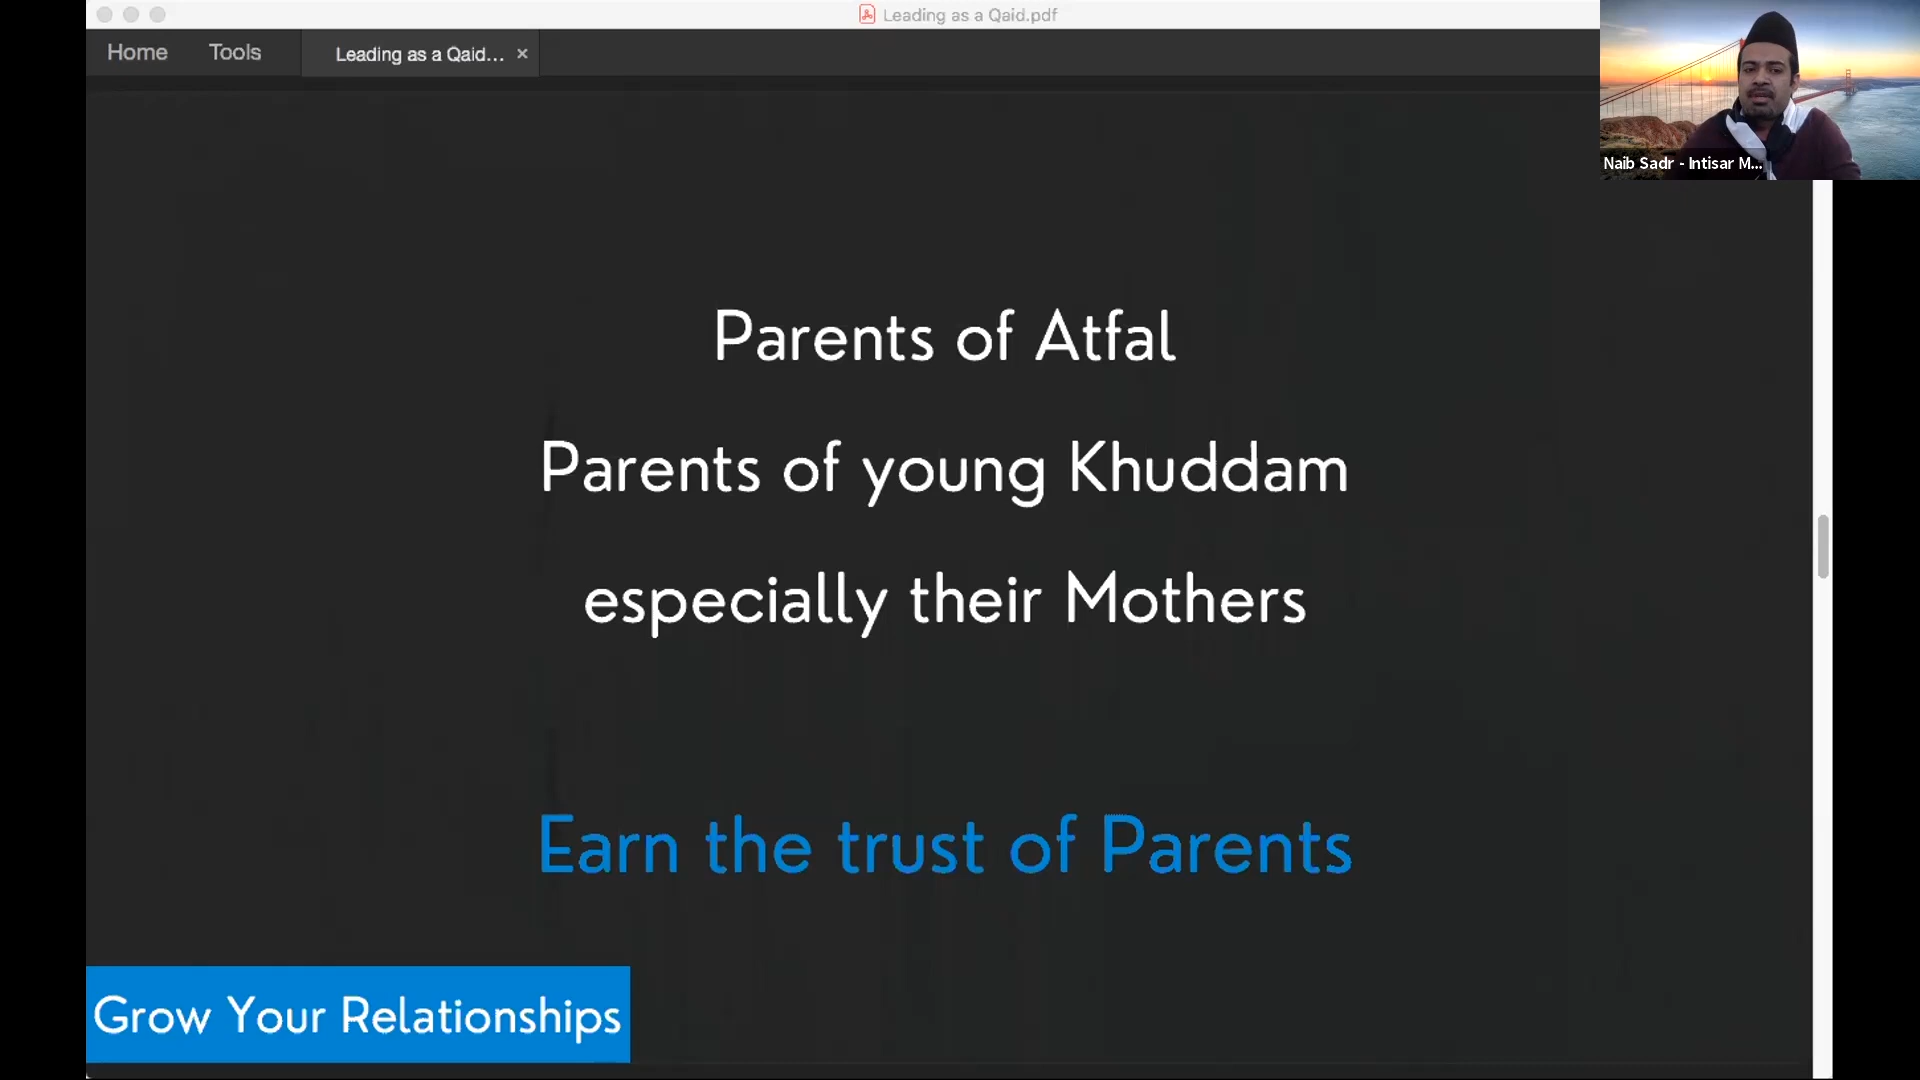 Leading as a Qaid.pdf
Home
Tools
Leading as a Qaid... ×
Naib Sadr - Intisar M...
Parents of Atfal
Parents of young Khuddam
especially their Mothers
Earn the trust of Parents
Grow Your Relationships